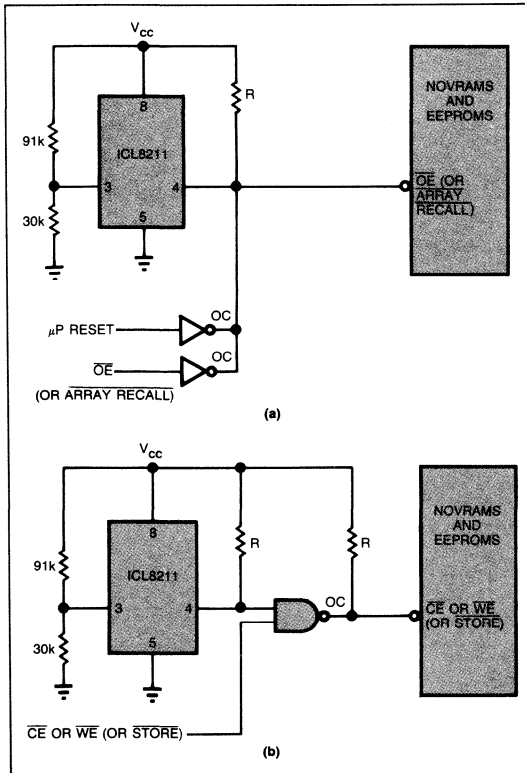 V CC
8
R
NOVRAMS
AND
EEPROMS
91k
ICL8211
3
4
OE (OR
ARRAY
RECALL)
30k
5
OC
μP RESET
OC
OE
(OR ARRAY RECALL)
(a)
V CC
8
NOVRAMS
AND
EEPROMS
R
R
91k
ICL8211
OC
3
4
CE OR WE
(OR STORE)
30k
5
CE OR WE (OR STORE)
(b)